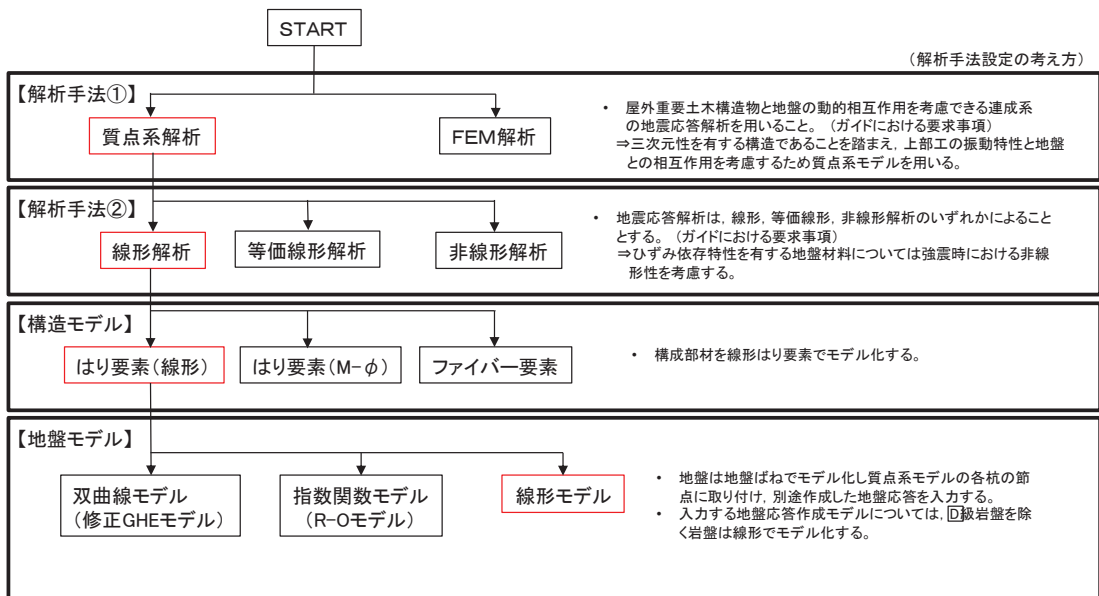 START
(解析手法設定の考え方)
【解析手法①】
質点系解析
FEM解析
・ 屋外重要土木構造物と地盤の動的相互作用を考慮できる連成系
の地震応答解析を用いること。（ガイドにおける要求事項）
⇒三次元性を有する構造であることを踏まえ，上部工の振動特性と地盤
との相互作用を考慮するため質点系モデルを用いる。
【解析手法②】
線形解析
等価線形解析
非線形解析
・ 地震応答解析は，線形，等価線形，非線形解析のいずれかによること
とする。（ガイドにおける要求事項）
⇒ひずみ依存特性を有する地盤材料については強震時における非線
形性を考慮する。
【構造モデル】
はり要素（線形）
はり要素（M-φ）
ファイバー要素
・ 構成部材を線形はり要素でモデル化する。
【地盤モデル】
双曲線モデル
（修正GHEモデル）
指数関数モデル
（R-Oモデル）
線形モデル
・ 地盤は地盤ばねでモデル化し質点系モデルの各杭の節
点に取り付け，別途作成した地盤応答を入力する。
・ 入力する地盤応答作成モデルについては，D級岩盤を除
く岩盤は線形でモデル化する。